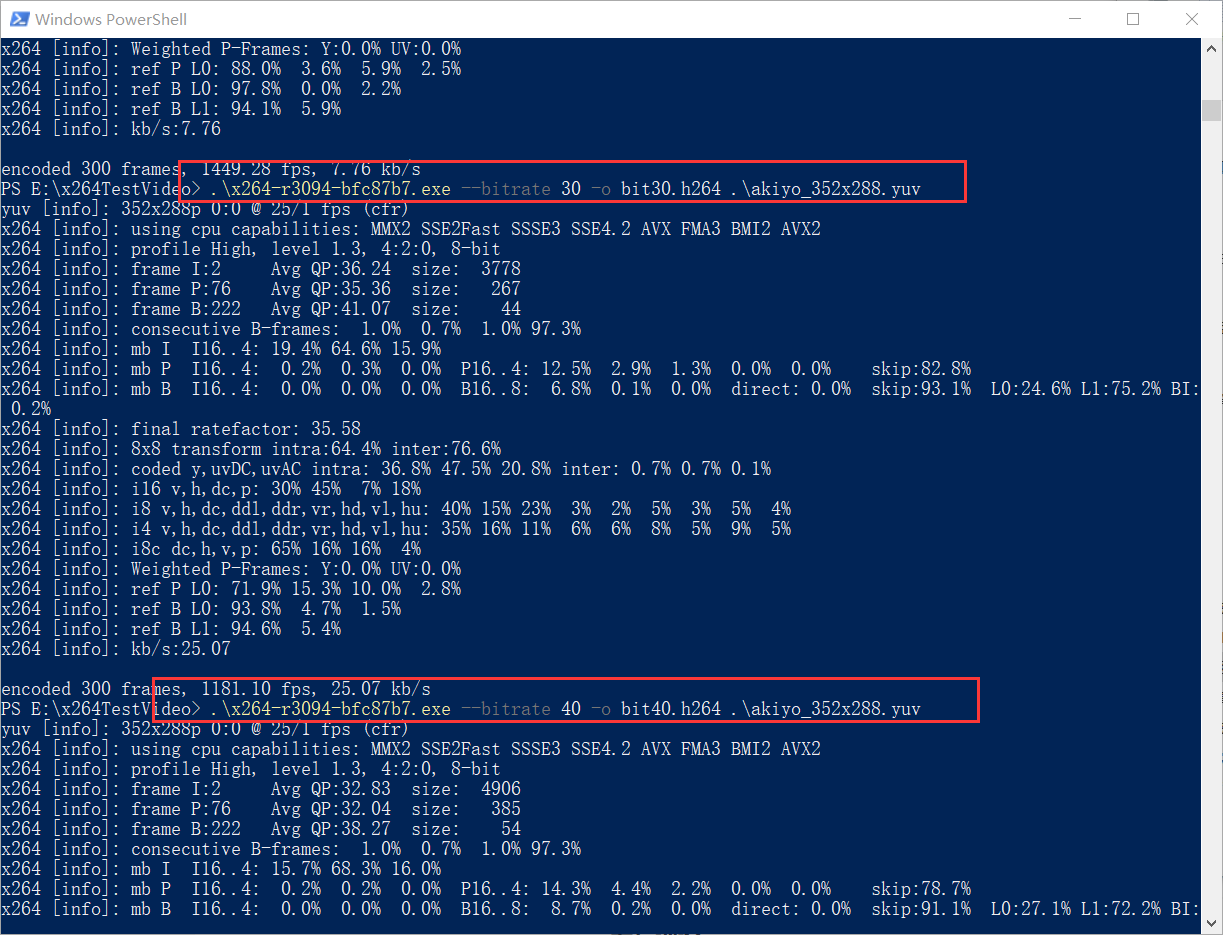 Windows PowerShell
x264 [info]: Weighted P-Frames: Y:0.0% UV:0.0%
x264 [info]: ref P L0: 88.0%  3.6%  5.9%  2.5%
x264 [info]: ref B L0: 97.8%  0.0%  2.2%
x264 [info]: ref B L1: 94.1%  5.9%
x264 [info]: kb/s:7.76
encoded 300 frames, 1449.28 fps, 7.76 kb/s
PS E:\x264TestVideo> .\x264-r3094-bfc87b7.exe --bitrate 30 -o bit30.h264 .\akiyo_352x288.yuv
yuv [info]: 352x288p 0:0 @ 25/1 fps (cfr)
x264 [info]: using cpu capabilities: MMX2 SSE2Fast SSSE3 SSE4.2 AVX FMA3 BMI2 AVX2
x264 [info]: profile High, level 1.3, 4:2:0, 8-bit
x264 [info]: frame I:2     Avg QP:36.24  size:  3778
x264 [info]: frame P:76    Avg QP:35.36  size:   267
x264 [info]: frame B:222   Avg QP:41.07  size:    44
x264 [info]: consecutive B-frames:  1.0%  0.7%  1.0% 97.3%
x264 [info]: mb I  I16..4: 19.4% 64.6% 15.9%
x264 [info]: mb P  I16..4:  0.2%  0.3%  0.0%  P16..4: 12.5%  2.9%  1.3%  0.0%  0.0%    skip:82.8%
x264 [info]: mb B  I16..4:  0.0%  0.0%  0.0%  B16..8:  6.8%  0.1%  0.0%  direct: 0.0%  skip:93.1%  L0:24.6% L1:75.2% BI:
0.2%
x264 [info]: final ratefactor: 35.58
x264 [info]: 8x8 transform intra:64.4% inter:76.6%
x264 [info]: coded y,uvDC,uvAC intra: 36.8% 47.5% 20.8% inter: 0.7% 0.7% 0.1%
x264 [info]: i16 v,h,dc,p: 30% 45%  7% 18%
x264 [info]: i8 v,h,dc,ddl,ddr,vr,hd,vl,hu: 40% 15% 23%  3%  2%  5%  3%  5%  4%
x264 [info]: i4 v,h,dc,ddl,ddr,vr,hd,vl,hu: 35% 16% 11%  6%  6%  8%  5%  9%  5%
x264 [info]: i8c dc,h,v,p: 65% 16% 16%  4%
x264 [info]: Weighted P-Frames: Y:0.0% UV:0.0%
x264 [info]: ref P L0: 71.9% 15.3% 10.0%  2.8%
x264 [info]: ref B L0: 93.8%  4.7%  1.5%
x264 [info]: ref B L1: 94.6%  5.4%
x264 [info]: kb/s:25.07
encoded 300 frames, 1181.10 fps, 25.07 kb/s
PS E:\x264TestVideo> .\x264-r3094-bfc87b7.exe --bitrate 40 -o bit40.h264 .\akiyo_352x288.yuv
yuv [info]: 352x288p 0:0 @ 25/1 fps (cfr)
x264 [info]: using cpu capabilities: MMX2 SSE2Fast SSSE3 SSE4.2 AVX FMA3 BMI2 AVX2
x264 [info]: profile High, level 1.3, 4:2:0, 8-bit
x264 [info]: frame I:2     Avg QP:32.83  size:  4906
x264 [info]: frame P:76    Avg QP:32.04  size:   385
x264 [info]: frame B:222   Avg QP:38.27  size:    54
x264 [info]: consecutive B-frames:  1.0%  0.7%  1.0% 97.3%
x264 [info]: mb I  I16..4: 15.7% 68.3% 16.0%
x264 [info]: mb P  I16..4:  0.2%  0.2%  0.0%  P16..4: 14.3%  4.4%  2.2%  0.0%  0.0%    skip:78.7%
x264 [info]: mb B  I16..4:  0.0%  0.0%  0.0%  B16..8:  8.7%  0.2%  0.0%  direct: 0.0%  skip:91.1%  L0:27.1% L1:72.2% BI: